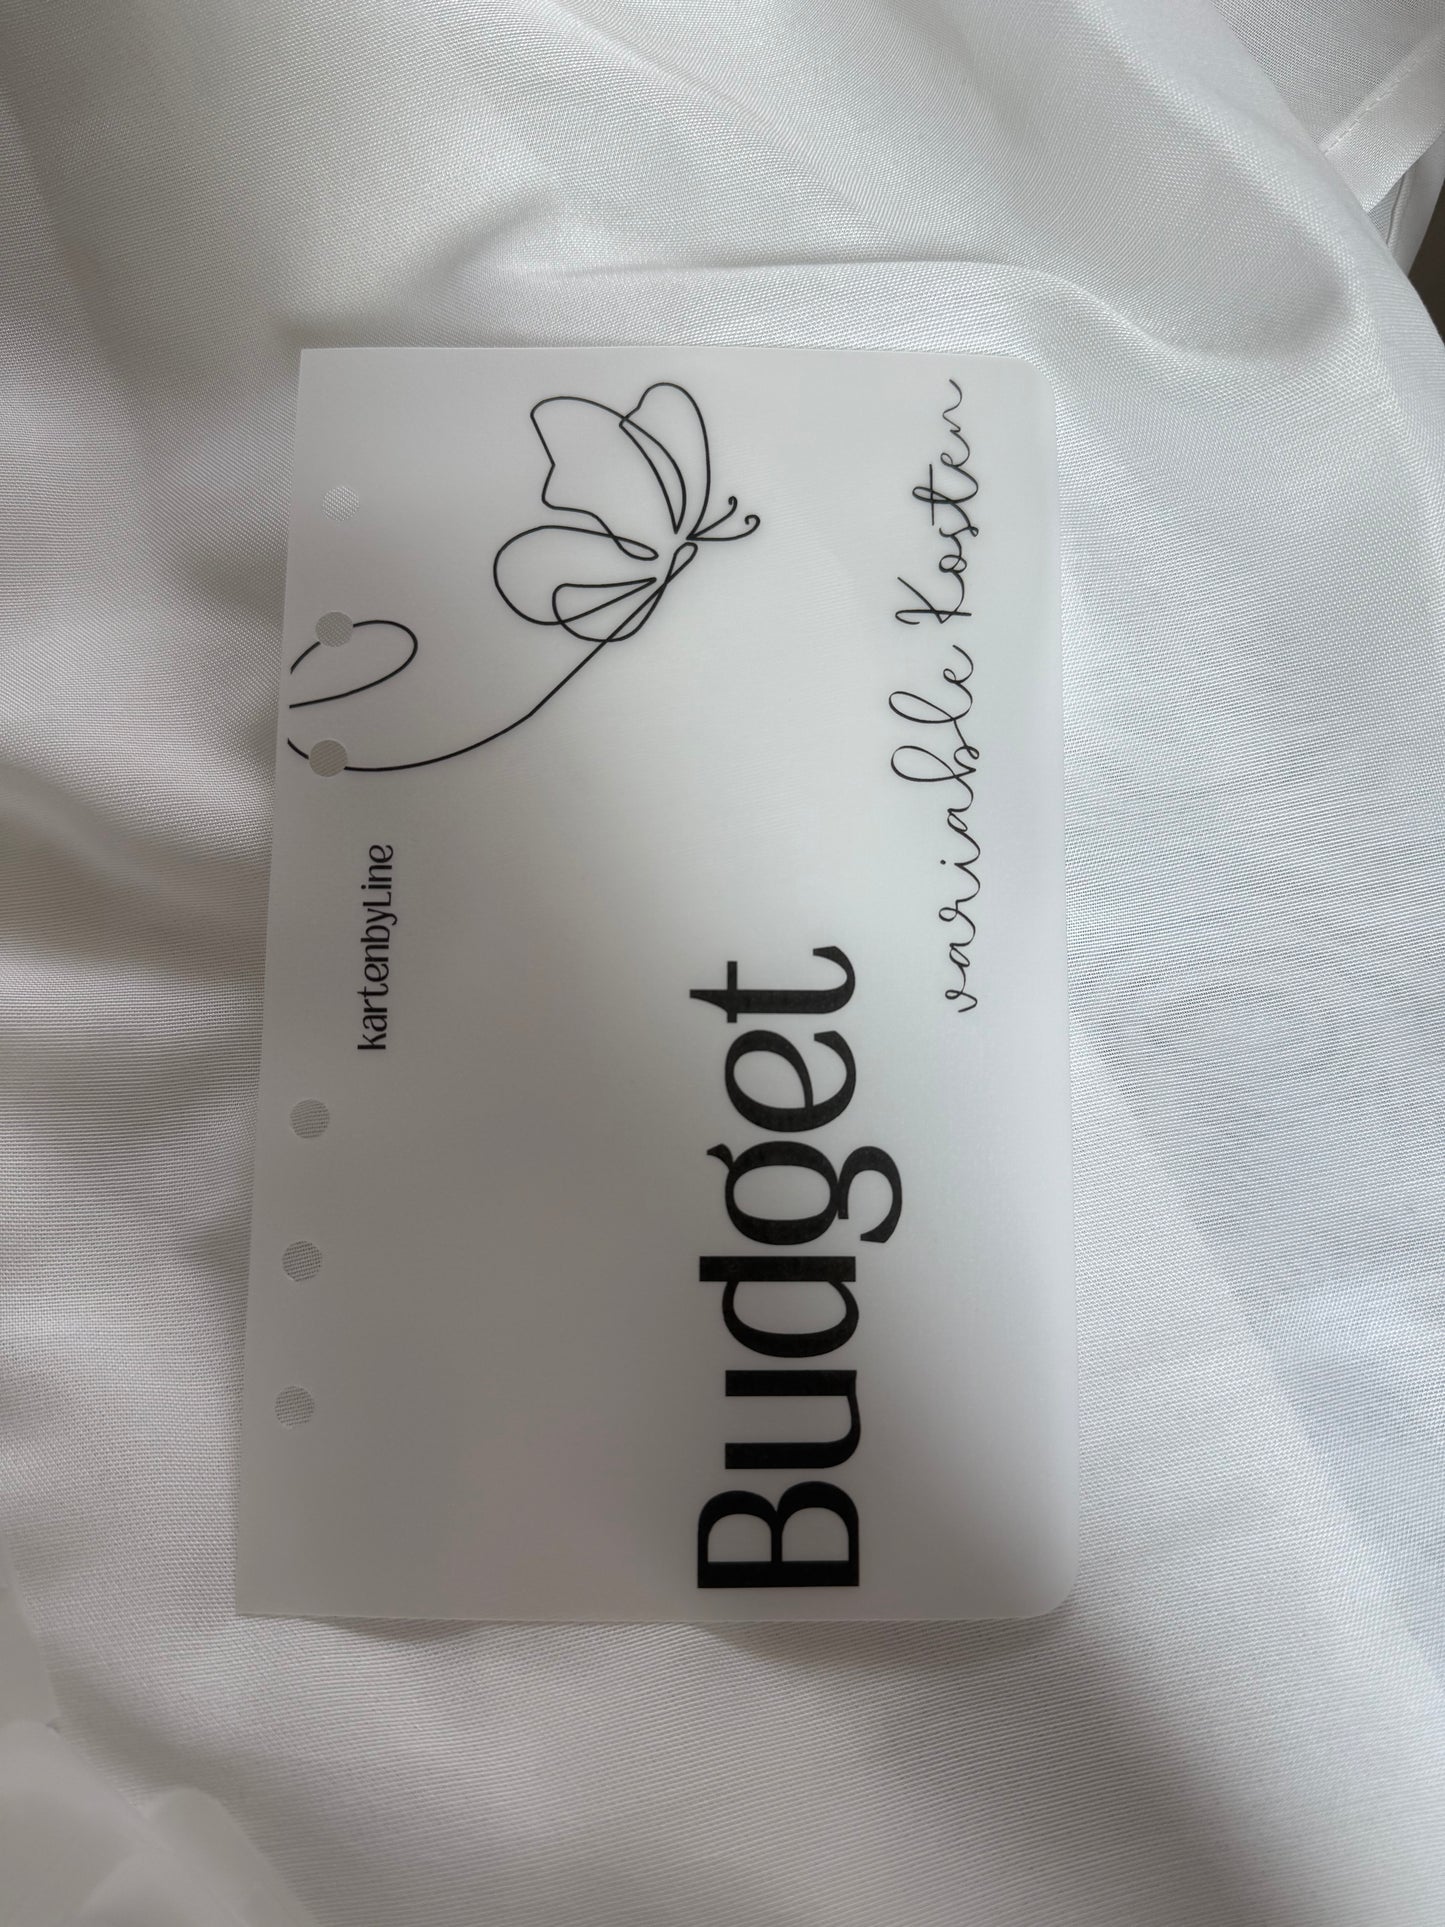 kartenbyLine
Budget
variable Kosten